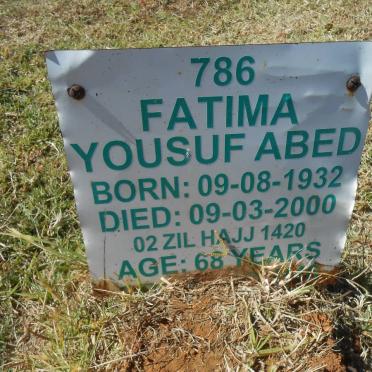 786
FATIMA
YOUSUF ABED
BORN: 09-08-1932
DIED: 09-03-2000
02 ZIL HAJJ 1420
AGE: 68 YEARS